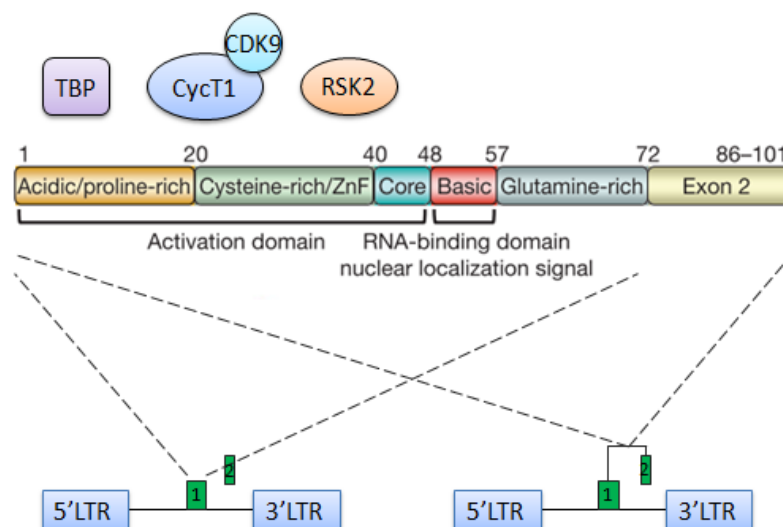 CDK9
TBP CycT1 RSK2
1 20 40 48 57 72 86–101
Acidic/proline-rich Cysteine-rich/ZnF Core Basic Glutamine-rich Exon 2
Activation domain RNA-binding domain
nuclear localization signal
2 2
1 1
5'LTR 3'LTR 5'LTR 3'LTR